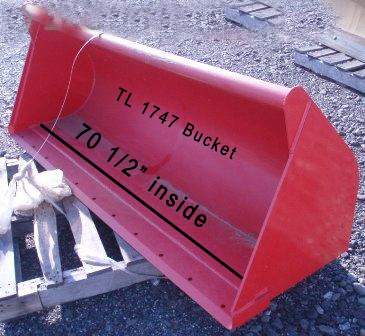 TL 1747 Bucket
70 1/2" inside